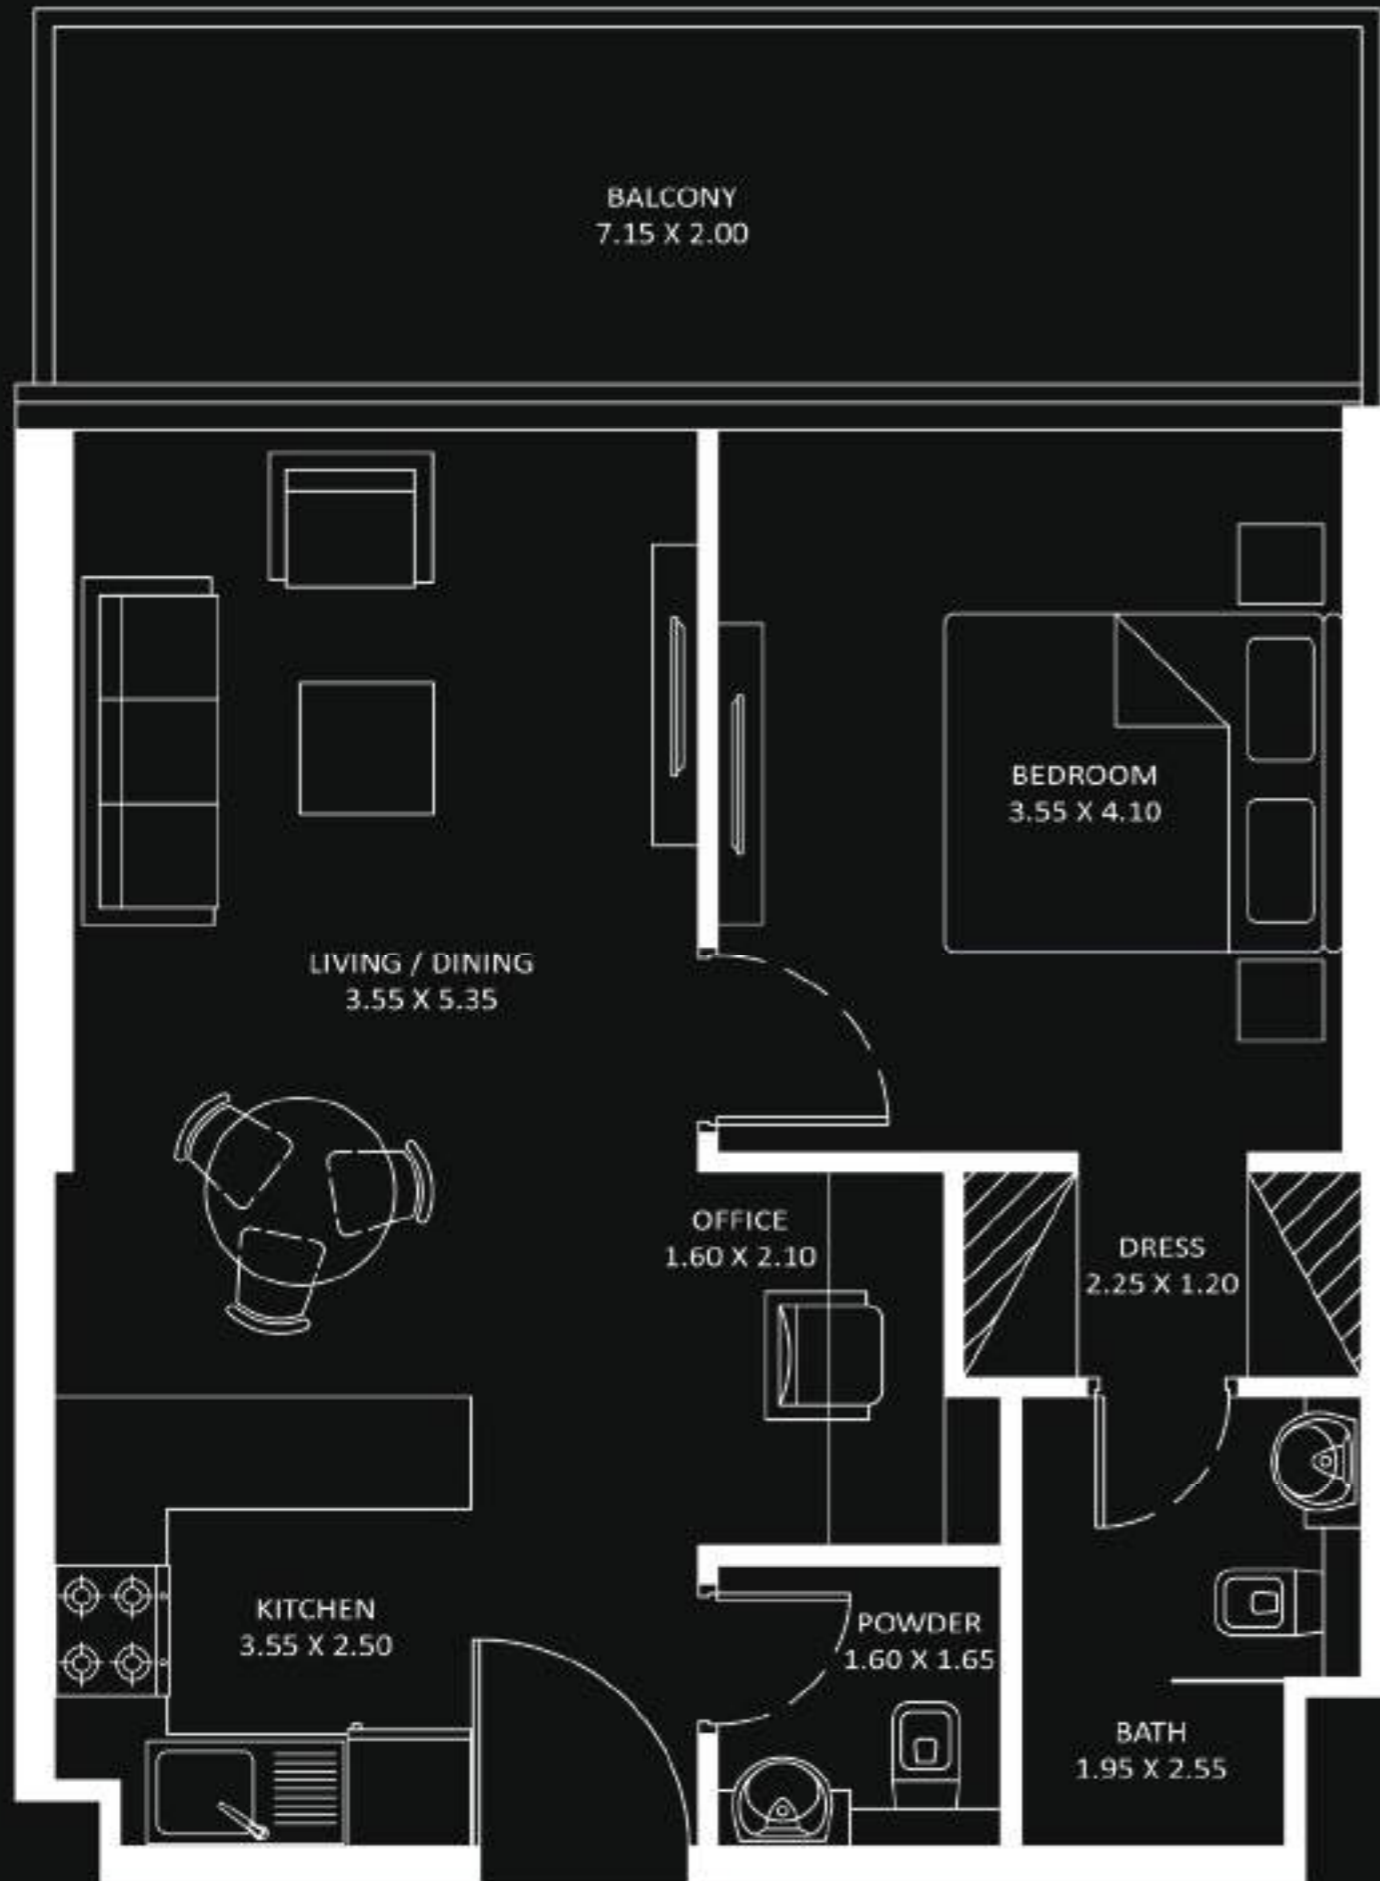 BALCONY
7.15 X 2.00
BEDROOM
3.55 X 4.10
LIVING / DINING
3.55 X 5.35
OFFICE
1.60 X 2.10
DRESS
2.25 X 1.20
KITCHEN
3.55 X 2.50
POWDER
1.60 X 1.65
BATH
1.95 X 2.55